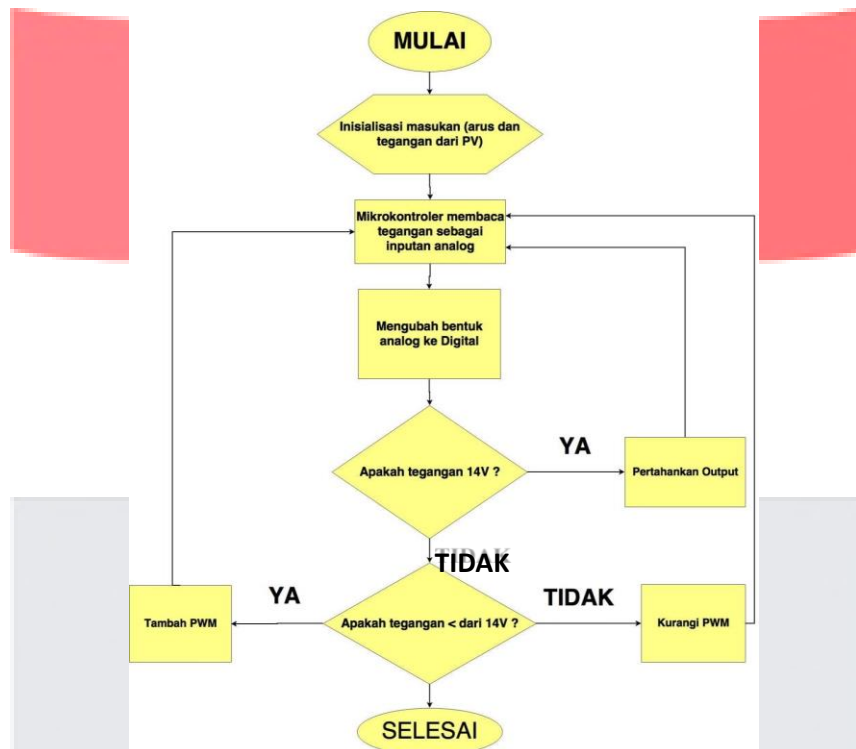 MULAI
Inisialisasi masukan (arus dan
tegangan dari PV)
Mikrokontroler membaca
tegangan sebagai
inputan analog
Mengubah bentuk
analog ke Digital
Apakah tegangan 14V ?
YA
Pertahankan Output
TIDAK
Apakah tegangan < dari 14V ?
YA
Tambah PWM
TIDAK
Kurangi PWM
SELESAI